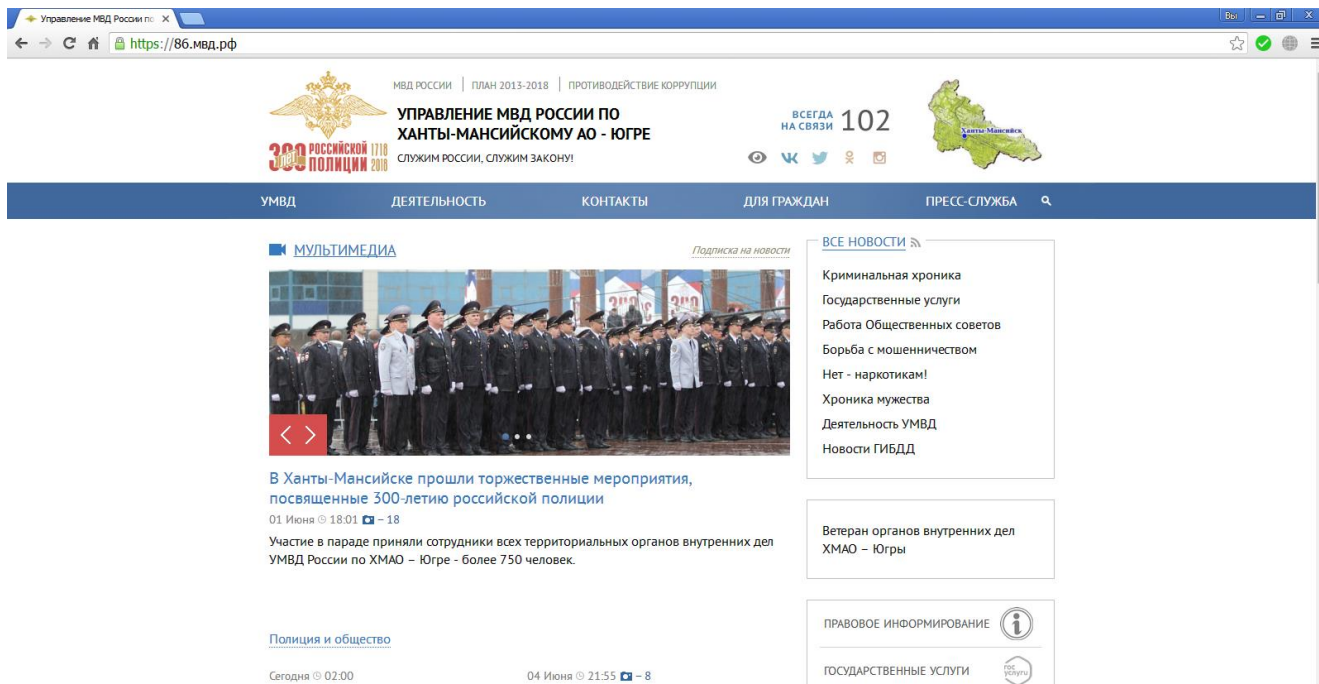 Управление МВД России по
Вы
https://86.мвд.рф
МВД РОССИИ | ПЛАН 2013-2018 | ПРОТИВОДЕЙСТВИЕ КОРРУПЦИИ
УПРАВЛЕНИЕ МВД РОССИИ ПО
ХАНТЫ-МАНСИЙСКОМУ АО - ЮГРЕ
СЛУЖИМ РОССИИ, СЛУЖИМ ЗАКОНУ!
300 лет РОССИЙСКОЙ 1718
ПОЛИЦИИ 2018
ВСЕГДА
НА СВЯЗИ 102
Ханты-Мансийск
УМВД ДЕЯТЕЛЬНОСТЬ КОНТАКТЫ ДЛЯ ГРАЖДАН ПРЕСС-СЛУЖБА
МУЛЬТИМЕДИА
Подписка на новости
300 300
В Ханты-Мансийске прошли торжественные мероприятия,
посвященные 300-летию российской полиции
01 Июня 18:01 – 18
Участие в параде приняли сотрудники всех территориальных органов внутренних дел
УМВД России по ХМАО – Югре - более 750 человек.
Полиция и общество
Сегодня 02:00
04 Июня 21:55 – 8
ВСЕ НОВОСТИ
Криминальная хроника
Государственные услуги
Работа Общественных советов
Борьба с мошенничеством
Нет - наркотикам!
Хроника мужества
Деятельность УМВД
Новости ГИБДД
Ветеран органов внутренних дел
ХМАО – Югры
ПРАВОВОЕ ИНФОРМИРОВАНИЕ
ГОСУДАРСТВЕННЫЕ УСЛУГИ
гос
услуги